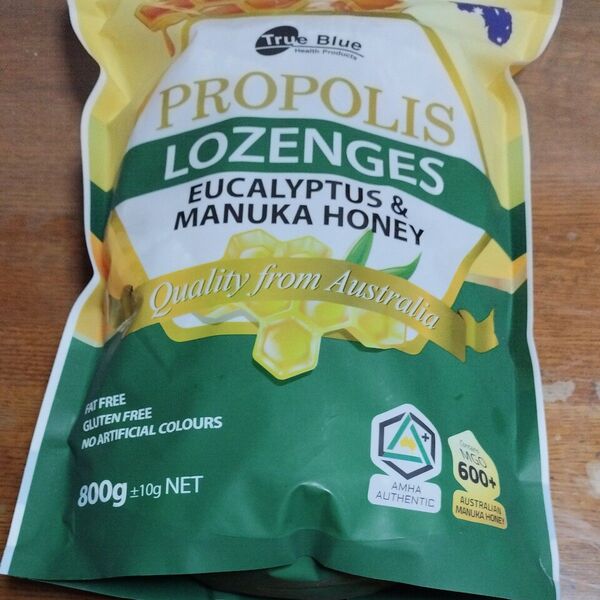 True Blue
Health Products
PROPOLIS
LOZENGES
EUCALYPTUS &
MANUKA HONEY
Quality from Australia
FAT FREE
GLUTEN FREE
NO ARTIFICIAL COLOURS
800g ±10g NET
AMHA
AUTHENTIC
Contains
MGO
600+
AUSTRALIAN
MANUKA HONEY